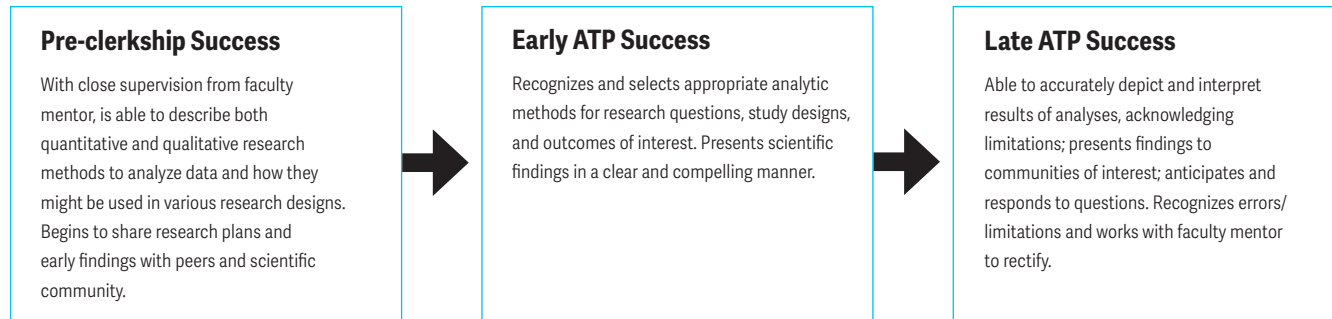 Pre-clerkship Success
With close supervision from faculty
mentor, is able to describe both
quantitative and qualitative research
methods to analyze data and how they
might be used in various research designs.
Begins to share research plans and
early findings with peers and scientific
community.
Early ATP Success
Recognizes and selects appropriate analytic
methods for research questions, study designs,
and outcomes of interest. Presents scientific
findings in a clear and compelling manner.
Late ATP Success
Able to accurately depict and interpret
results of analyses, acknowledging
limitations; presents findings to
communities of interest; anticipates and
responds to questions. Recognizes errors/
limitations and works with faculty mentor
to rectify.